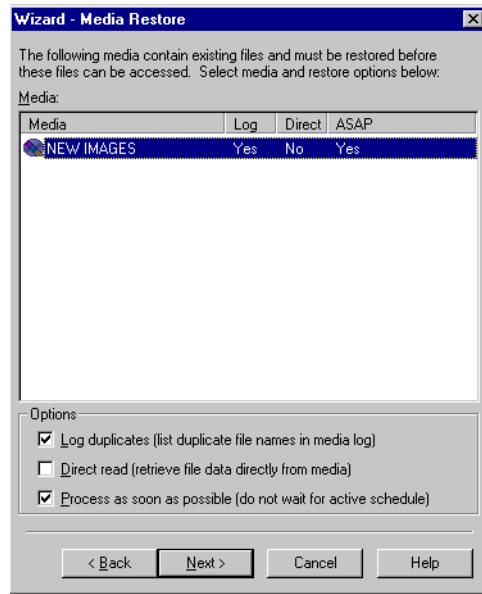 Wizard - Media Restore
The following media contain existing files and must be restored before
these files can be accessed. Select media and restore options below:
Media:
Media Log Direct ASAP
NEW IMAGES Yes No Yes
Options
Log duplicates (list duplicate file names in media log)
Direct read (retrieve file data directly from media)
Process as soon as possible (do not wait for active schedule)
< Back Next > Cancel Help